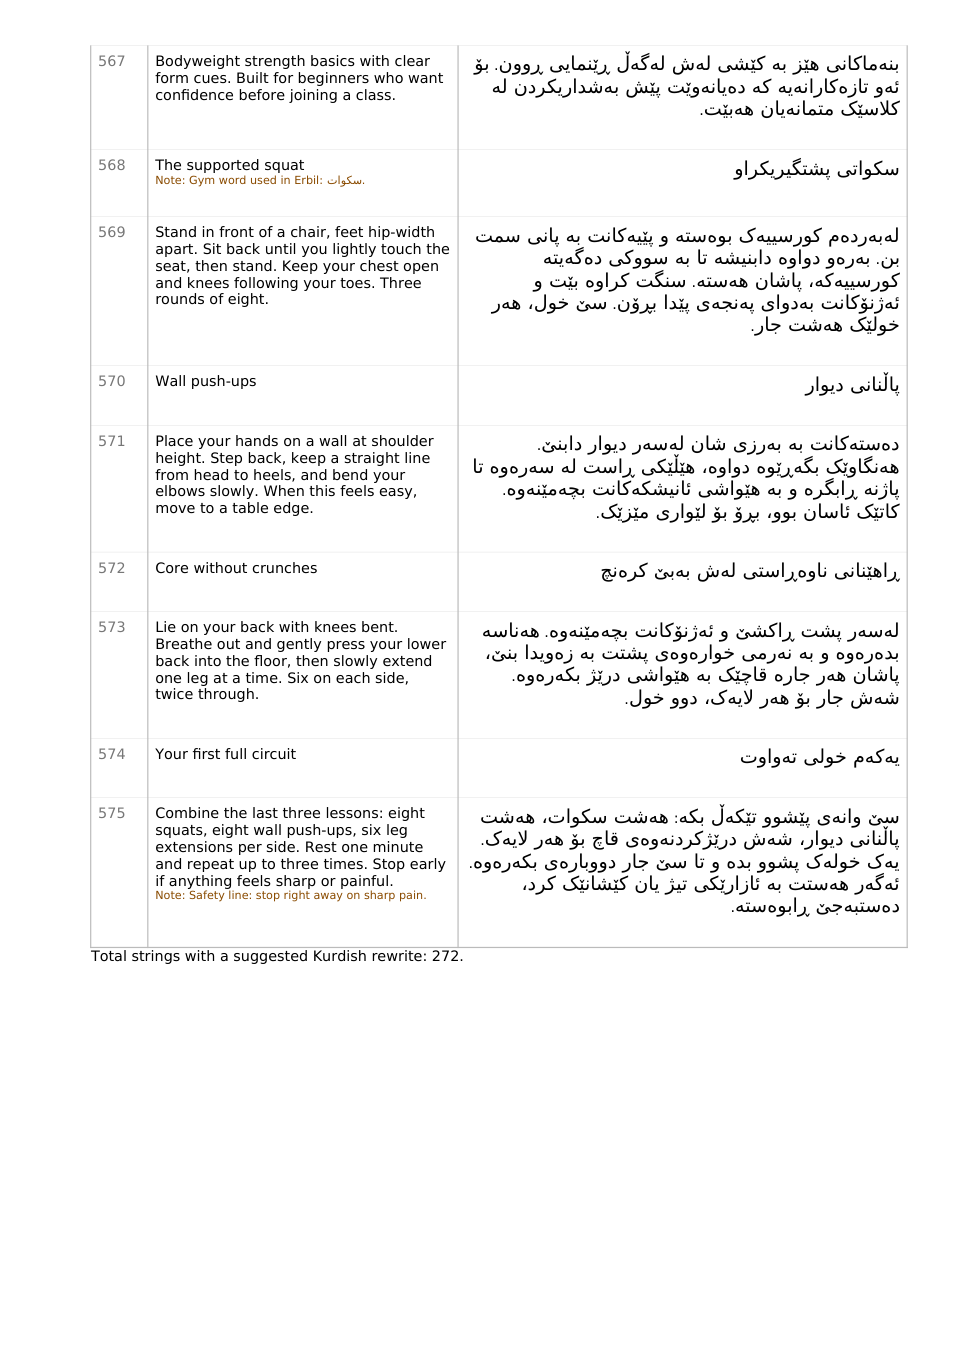 567
Bodyweight strength basics with clear
form cues. Built for beginners who want
confidence before joining a class.
بنەماکانی هێز بە کێشی لەش لەگەڵ ڕێنمایی ڕوون. بۆ
ئەو تازەکارانەیە کە دەیانەوێت پێش بەشداریکردن لە
کلاسێک متمانەیان هەبێت.
568
The supported squat
Note: Gym word used in Erbil: سکوات.
سکواتی پشتگیریکراو
569
Stand in front of a chair, feet hip-width
apart. Sit back until you lightly touch the
seat, then stand. Keep your chest open
and knees following your toes. Three
rounds of eight.
لەبەردەم کورسییەک بوەستە و پێیەکانت بە پانی سمت
بن. بەرەو دواوە دابنیشە تا بە سووکی دەگەیتە
کورسییەکە، پاشان هەستە. سنگت کراوە بێت و
ئەژنۆکانت بەدوای پەنجەی پێدا بڕۆن. سێ خول، هەر
خولێک هەشت جار.
570
Wall push-ups
پاڵنانی دیوار
571
Place your hands on a wall at shoulder
height. Step back, keep a straight line
from head to heels, and bend your
elbows slowly. When this feels easy,
move to a table edge.
دەستەکانت بە بەرزی شان لەسەر دیوار دابنێ.
هەنگاوێک بگەڕێوە دواوە، هێڵێکی ڕاست لە سەرەوە تا
پاژنە ڕابگرە و بە هێواشی ئانیشکەکانت بچەمێنەوە.
کاتێک ئاسان بوو، بڕۆ بۆ لێواری مێزێک.
572
Core without crunches
ڕاهێنانی ناوەڕاستی لەش بەبێ کرەنچ
573
Lie on your back with knees bent.
Breathe out and gently press your lower
back into the floor, then slowly extend
one leg at a time. Six on each side,
twice through.
لەسەر پشت ڕاکشێ و ئەژنۆکانت بچەمێنەوە. هەناسە
بدەرەوە و بە نەرمی خوارەوەی پشتت بە زەویدا بنێ،
پاشان هەر جارە قاچێک بە هێواشی درێژ بکەرەوە.
شەش جار بۆ هەر لایەک، دوو خول.
574
Your first full circuit
یەکەم خولی تەواوت
575
Combine the last three lessons: eight
squats, eight wall push-ups, six leg
extensions per side. Rest one minute
and repeat up to three times. Stop early
if anything feels sharp or painful.
Note: Safety line: stop right away on sharp pain.
سێ وانەی پێشوو تێکەڵ بکە: هەشت سکوات، هەشت
پاڵنانی دیوار، شەش درێژکردنەوەی قاچ بۆ هەر لایەک.
یەک خولەک پشوو بدە و تا سێ جار دووبارەی بکەرەوە.
ئەگەر هەستت بە ئازارێکی تیژ یان کێشانێک کرد،
دەستبەجێ ڕابوەستە.
Total strings with a suggested Kurdish rewrite: 272.